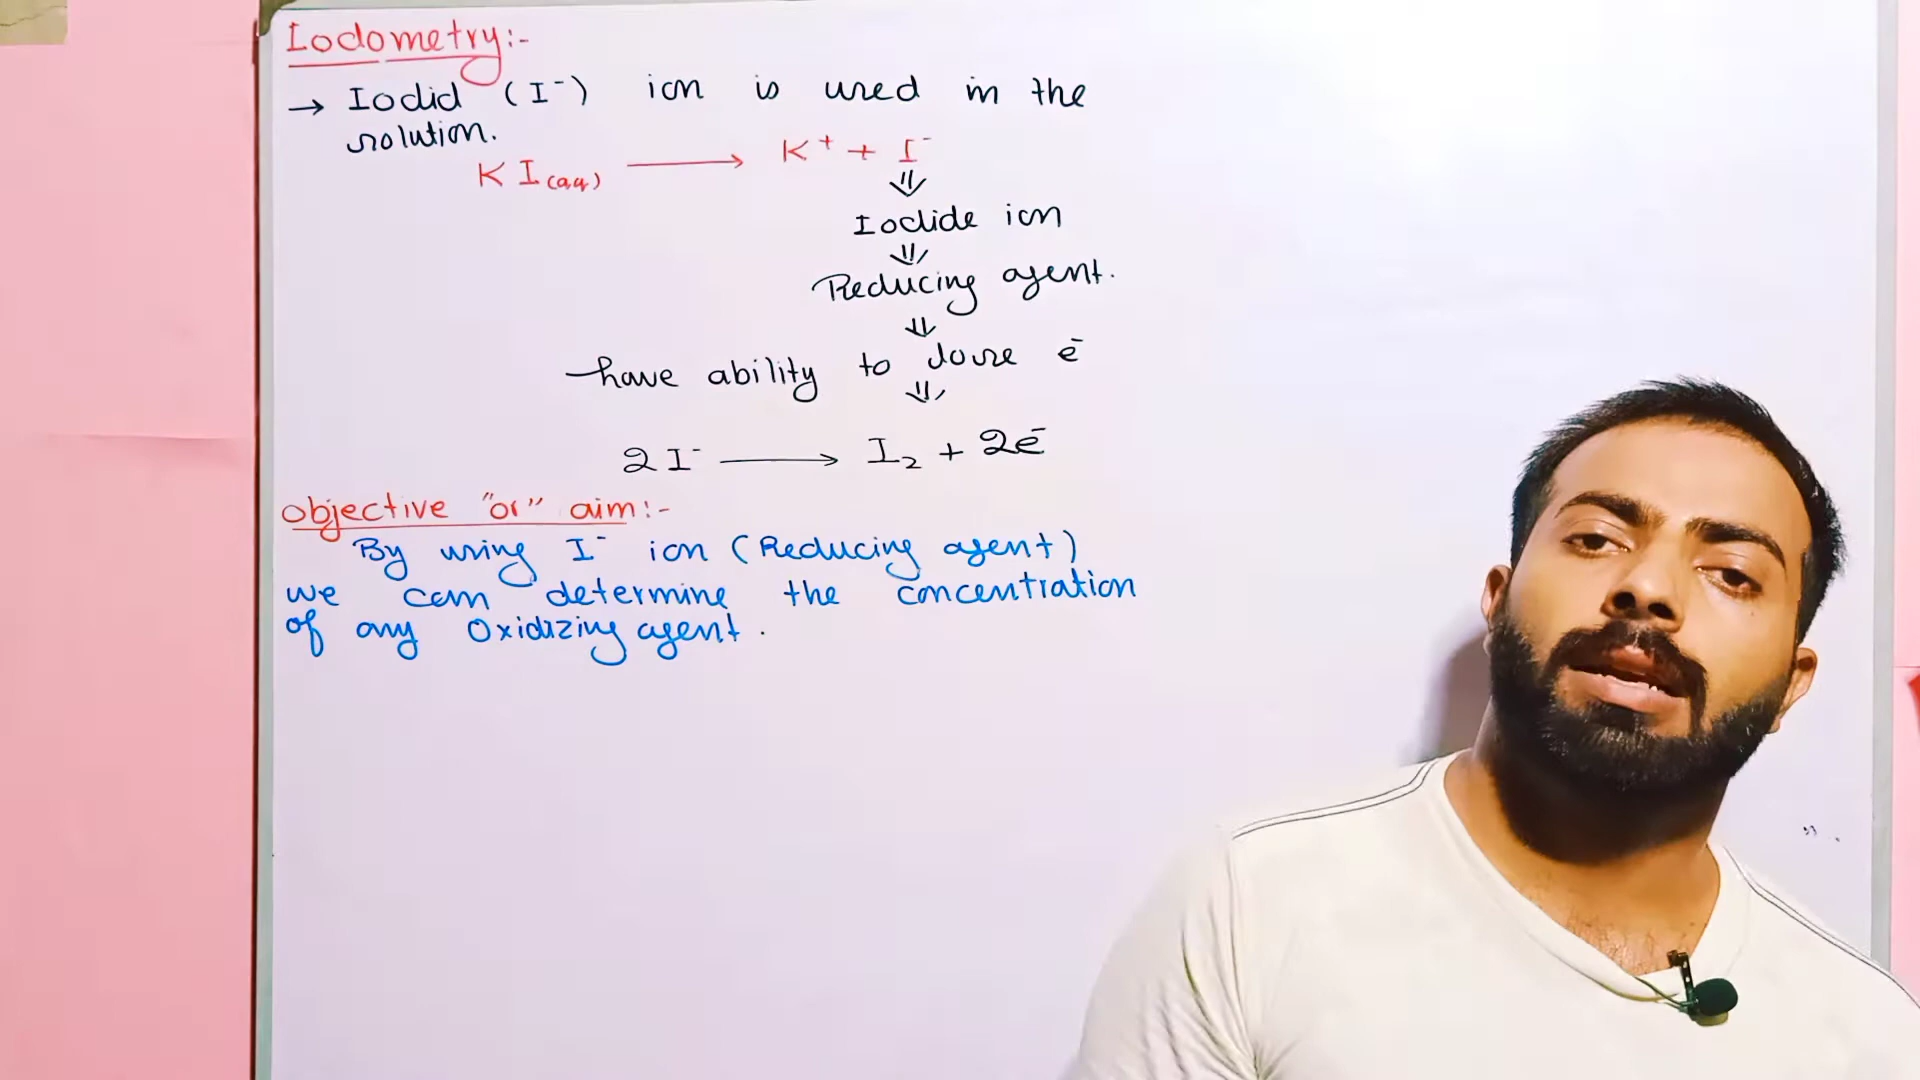 Iodometry:-
→ Iodid (I⁻) ion is used in the
solution.
KI(aq) ⟶ K⁺ + I⁻
⇓
Iodide ion
⇓
Reducing agent.
⇓
have ability to loose e⁻
⇓
2I⁻ ⟶ I₂ + 2e⁻
objective "or" aim:-
By using I⁻ ion (Reducing agent)
we can determine the concentration
of any Oxidizing agent.